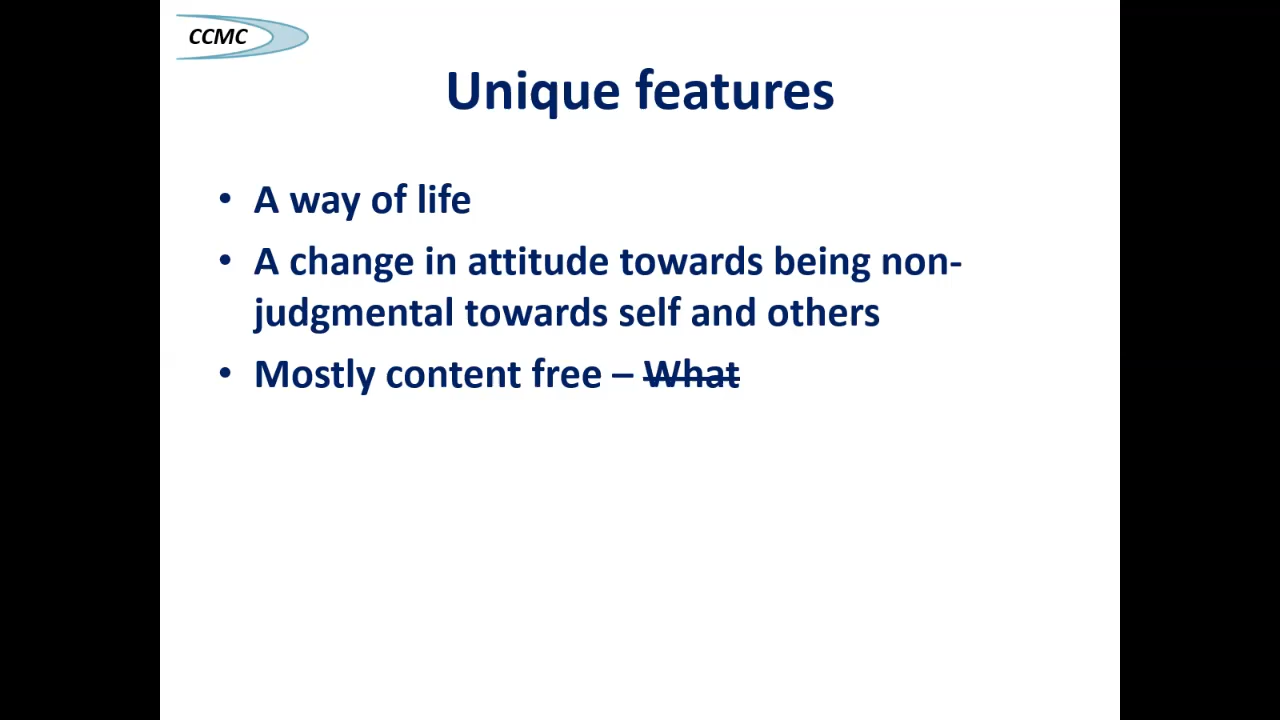 CCMC
Unique features
• A way of life
• A change in attitude towards being non-
judgmental towards self and others
• Mostly content free – What